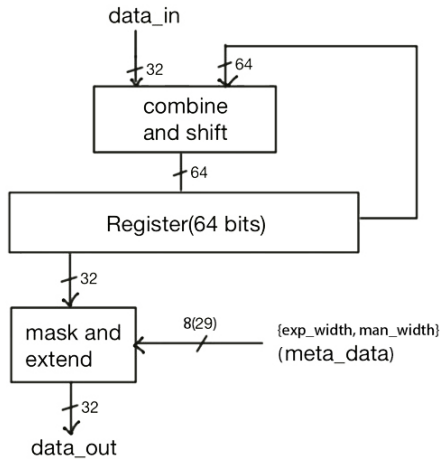 data_in
32
64
combine
and shift
64
Register(64 bits)
32
8(29)
{exp_width, man_width}
mask and
extend
(meta_data)
32
data_out